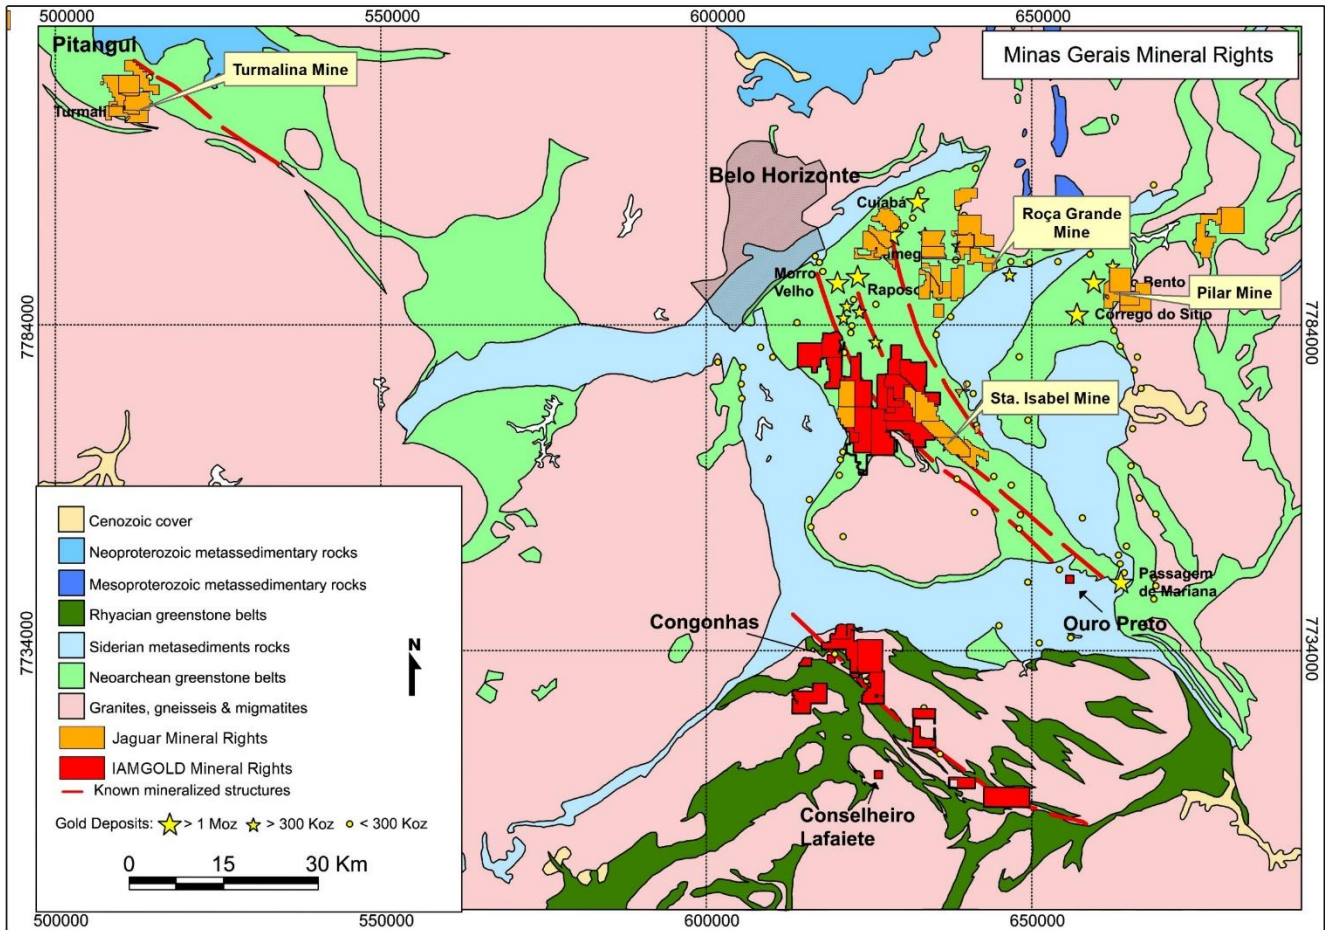 500000
550000
600000
650000
Minas Gerais Mineral Rights
Pitangui
Turmalina Mine
Turmali
Belo Horizonte
Cuiabá
Roça Grande
Mine
Morro
Velho
Raposo
Bento
Pilar Mine
Córrego do Sítio
7784000
7784000
Sta. Isabel Mine
Passagem
de Mariana
Ouro Preto
Congonhas
7734000
7734000
Conselheiro
Lafaiete
Cenozoic cover
Neoproterozoic metassedimentary rocks
Mesoproterozoic metassedimentary rocks
Rhyacian greenstone belts
Siderian metasediments rocks
Neoarchean greenstone belts
Granites, gneisseis & migmatites
Jaguar Mineral Rights
IAMGOLD Mineral Rights
Known mineralized structures
Gold Deposits: > 1 Moz > 300 Koz < 300 Koz
0 15 30 Km
N
500000
550000
600000
650000